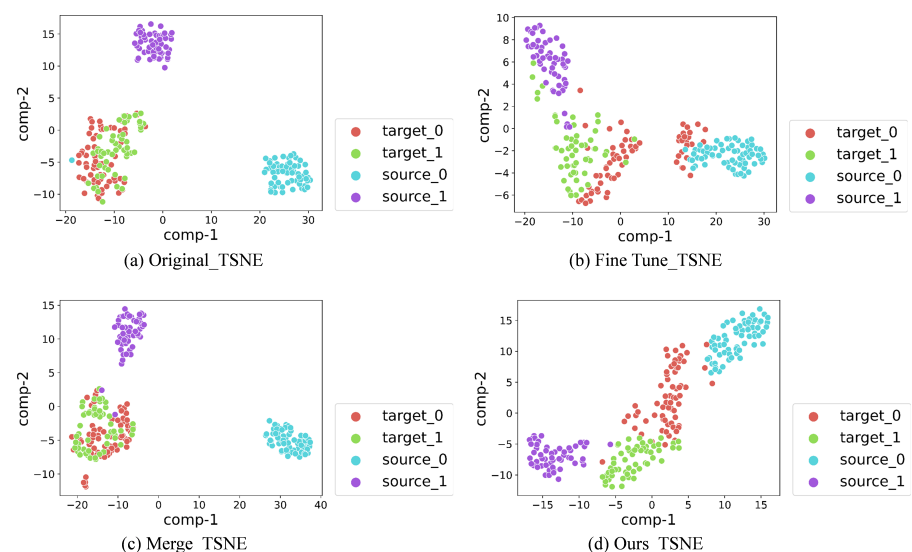 15
10
5
0
−5
−10
−20
−10
0
10
20
30
comp-2
comp-1
target_0
target_1
source_0
source_1
(a) Original_TSNE
10
8
6
4
2
0
−2
−4
−6
−20
−10
0
10
20
30
comp-2
comp-1
target_0
target_1
source_0
source_1
(b) Fine Tune_TSNE
15
10
5
0
−5
−10
−20
−10
0
10
20
30
40
comp-2
comp-1
target_0
target_1
source_0
source_1
(c) Merge_TSNE
15
10
5
0
−5
−10
−15
−10
−5
0
5
10
15
comp-2
comp-1
target_0
target_1
source_0
source_1
(d) Ours_TSNE